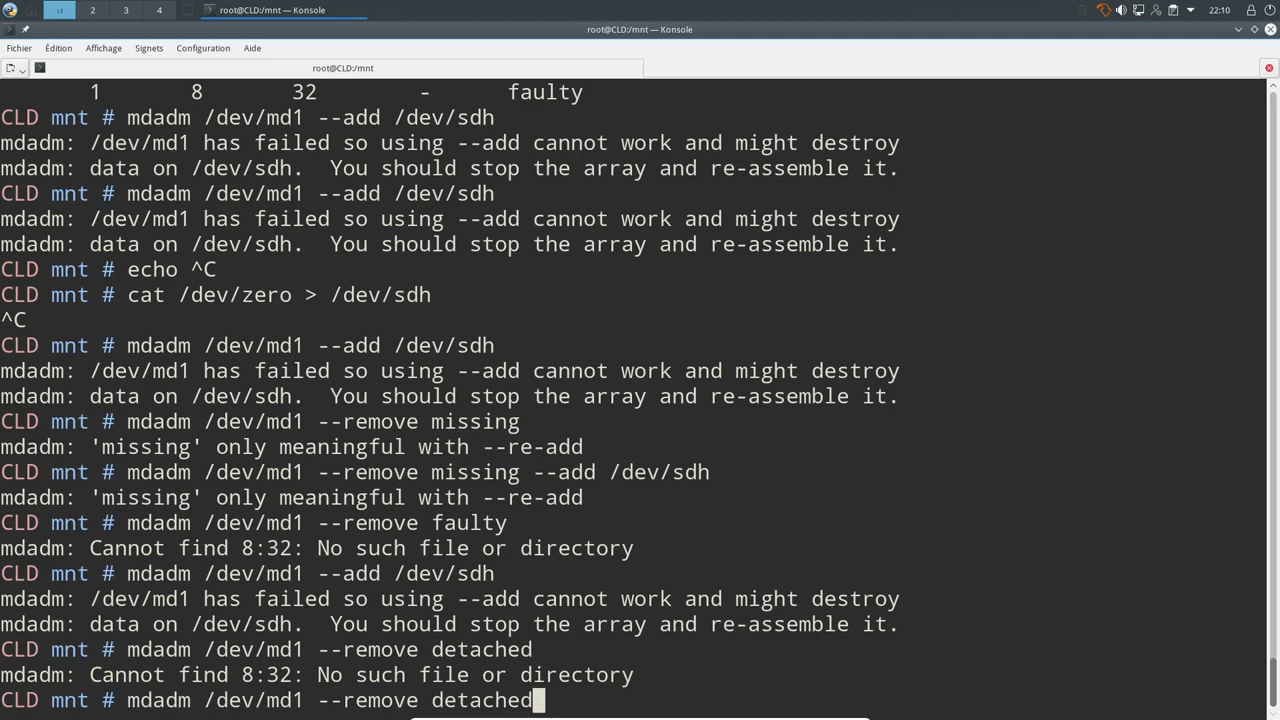 2
3
4
root@CLD:/mnt — Konsole
22:10
root@CLD:/mnt — Konsole
Fichier Édition Affichage Signets Configuration Aide
root@CLD:/mnt
1 8 32 - faulty
CLD mnt # mdadm /dev/md1 --add /dev/sdh
mdadm: /dev/md1 has failed so using --add cannot work and might destroy
mdadm: data on /dev/sdh.  You should stop the array and re-assemble it.
CLD mnt # mdadm /dev/md1 --add /dev/sdh
mdadm: /dev/md1 has failed so using --add cannot work and might destroy
mdadm: data on /dev/sdh.  You should stop the array and re-assemble it.
CLD mnt # echo ^C
CLD mnt # cat /dev/zero > /dev/sdh
^C
CLD mnt # mdadm /dev/md1 --add /dev/sdh
mdadm: /dev/md1 has failed so using --add cannot work and might destroy
mdadm: data on /dev/sdh.  You should stop the array and re-assemble it.
CLD mnt # mdadm /dev/md1 --remove missing
mdadm: 'missing' only meaningful with --re-add
CLD mnt # mdadm /dev/md1 --remove missing --add /dev/sdh
mdadm: 'missing' only meaningful with --re-add
CLD mnt # mdadm /dev/md1 --remove faulty
mdadm: Cannot find 8:32: No such file or directory
CLD mnt # mdadm /dev/md1 --add /dev/sdh
mdadm: /dev/md1 has failed so using --add cannot work and might destroy
mdadm: data on /dev/sdh.  You should stop the array and re-assemble it.
CLD mnt # mdadm /dev/md1 --remove detached
mdadm: Cannot find 8:32: No such file or directory
CLD mnt # mdadm /dev/md1 --remove detached